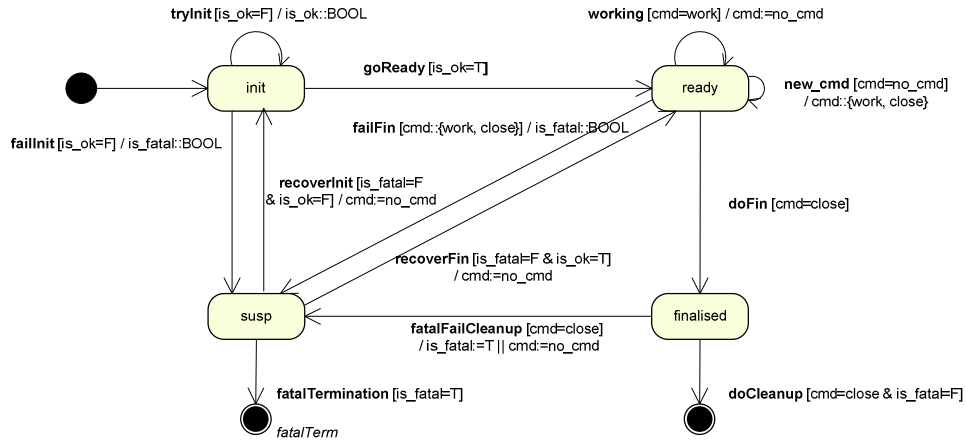 tryInit [is_ok=F] / is_ok::BOOL
working [cmd=work] / cmd:=no_cmd
goReady [is_ok=T]
init
ready
new_cmd [cmd=no_cmd]
/ cmd::{work, close}
failInit [is_ok=F] / is_fatal::BOOL
failFin [cmd::{work, close}] / is_fatal::BOOL
recoverInit [is_fatal=F
& is_ok=F] / cmd:=no_cmd
doFin [cmd=close]
recoverFin [is_fatal=F & is_ok=T]
/ cmd:=no_cmd
susp
finalised
fatalFailCleanup [cmd=close]
/ is_fatal:=T || cmd:=no_cmd
fatalTermination [is_fatal=T]
doCleanup [cmd=close & is_fatal=F]
fatalTerm